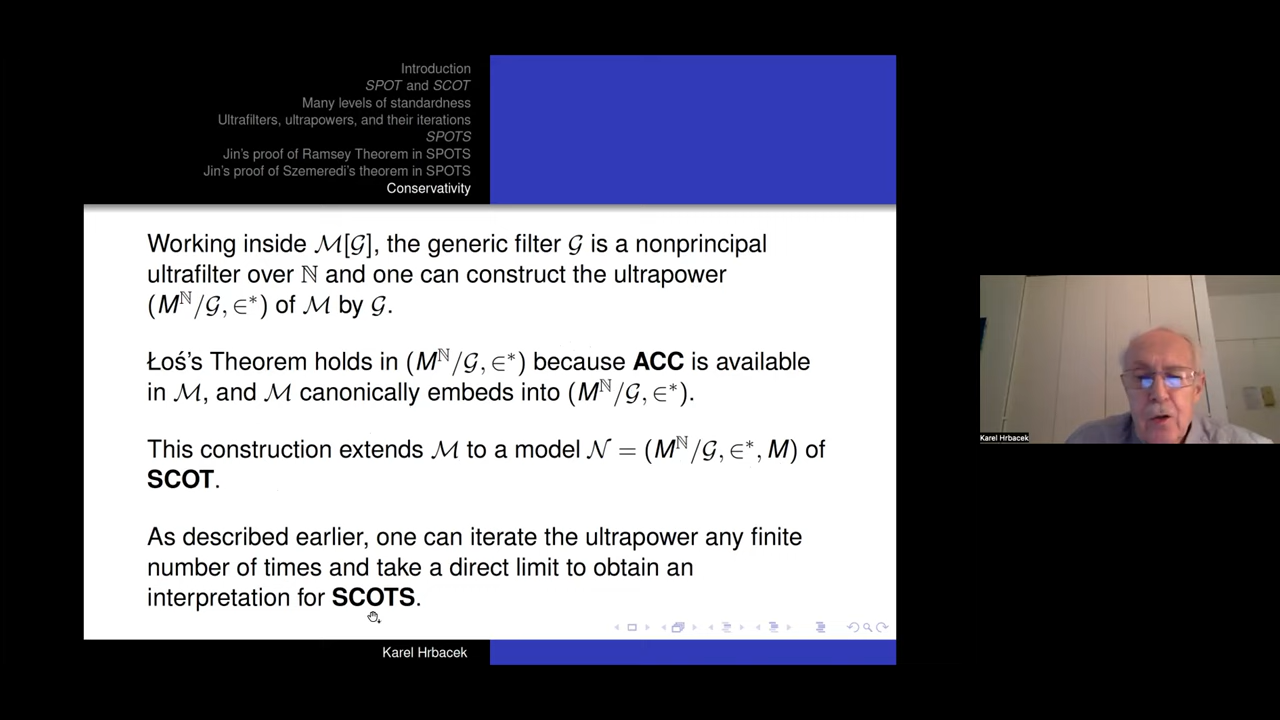 Introduction
SPOT and SCOT
Many levels of standardness
Ultrafilters, ultrapowers, and their iterations
SPOTS
Jin's proof of Ramsey Theorem in SPOTS
Jin's proof of Szemeredi's theorem in SPOTS
Conservativity
Working inside ℳ[𝒢], the generic filter 𝒢 is a nonprincipal
ultrafilter over ℕ and one can construct the ultrapower
(M^ℕ/𝒢, ∈*) of ℳ by 𝒢.
Łoś's Theorem holds in (M^ℕ/𝒢, ∈*) because ACC is available
in ℳ, and ℳ canonically embeds into (M^ℕ/𝒢, ∈*).
This construction extends ℳ to a model 𝒩 = (M^ℕ/𝒢, ∈*, M) of
SCOT.
As described earlier, one can iterate the ultrapower any finite
number of times and take a direct limit to obtain an
interpretation for SCOTS.
Karel Hrbacek
Karel Hrbacek